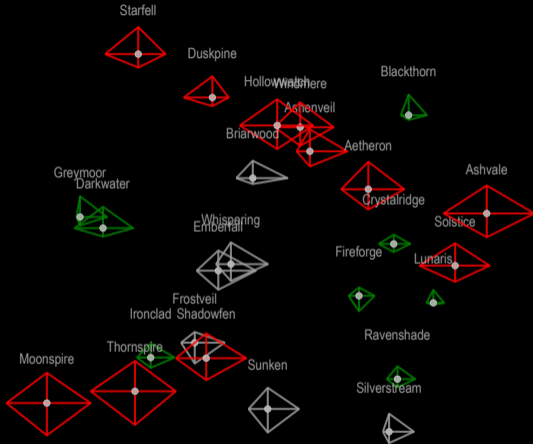 Starfell
Duskpine
Hollowwatch
Windmere
Blackthorn
Ashenveil
Briarwood
Aetheron
Greymoor
Darkwater
Ashvale
Crystalridge
Whispering
Emberfall
Solstice
Fireforge
Lunaris
Frostveil
Ironclad
Shadowfen
Ravenshade
Thornspire
Moonspire
Sunken
Silverstream